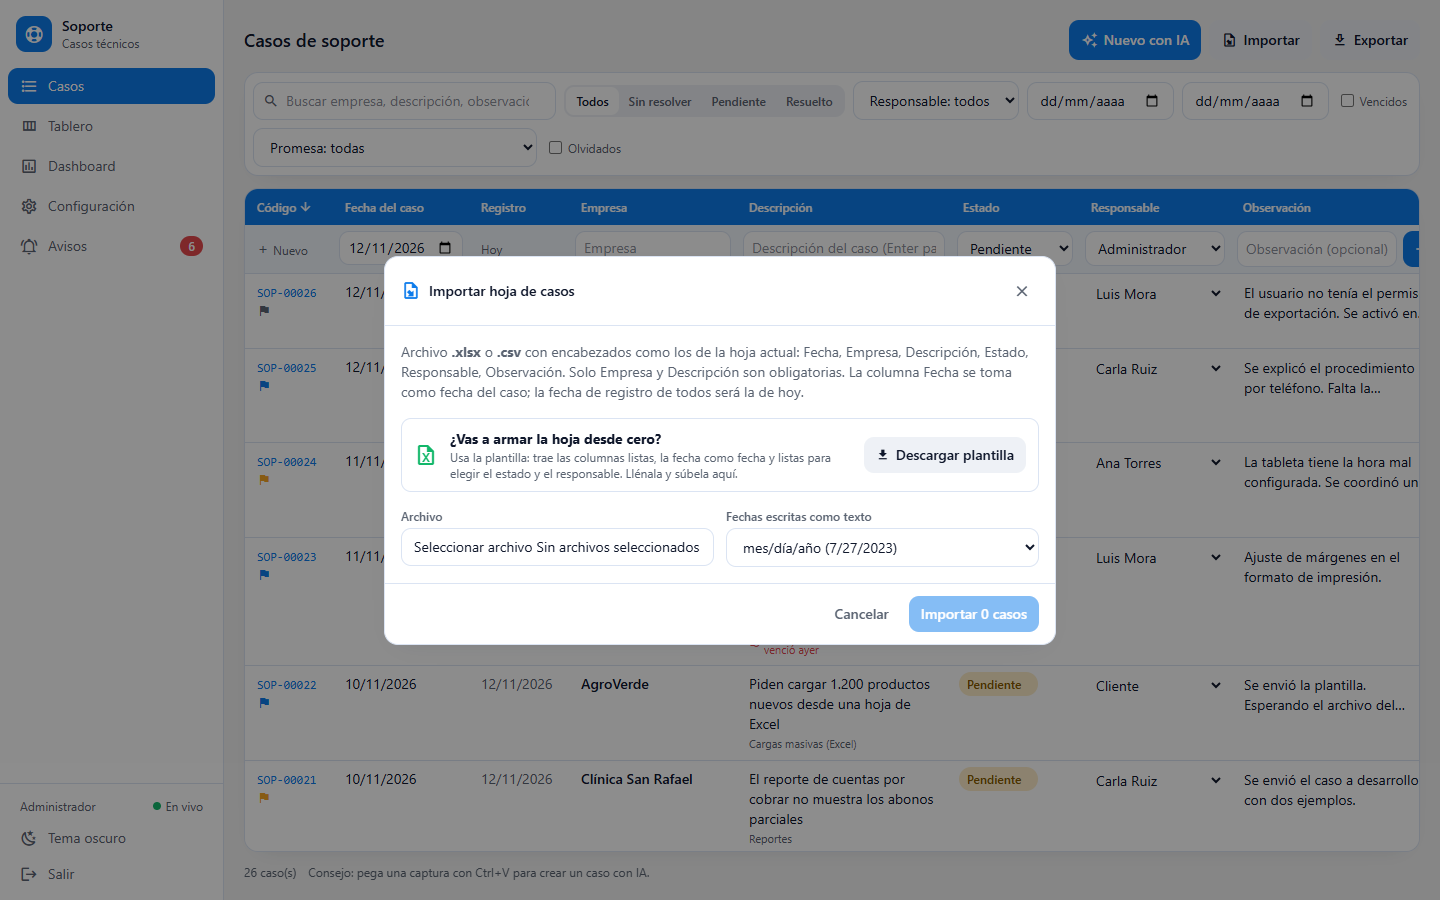 Soporte
Casos técnicos
Casos
Tablero
Dashboard
Configuración
Avisos
6
Administrador
En vivo
Tema oscuro
Salir
Casos de soporte
Nuevo con IA
Importar
Exportar
Buscar empresa, descripción, observació
Todos
Sin resolver
Pendiente
Resuelto
Responsable: todos
dd/mm/aaaa
dd/mm/aaaa
Vencidos
Promesa: todas
Olvidados
Código
Fecha del caso
Registro
Empresa
Descripción
Estado
Responsable
Observación
+ Nuevo
12/11/2026
Hoy
Empresa
Descripción del caso (Enter pa
Pendiente
Administrador
Observación (opcional)
SOP-00026
12/11/
Luis Mora
El usuario no tenía el permis
de exportación. Se activó en
SOP-00025
12/11/
Carla Ruiz
Se explicó el procedimiento
por teléfono. Falta la...
SOP-00024
11/11/
Ana Torres
La tableta tiene la hora mal
configurada. Se coordinó un
SOP-00023
11/11/
Luis Mora
Ajuste de márgenes en el
formato de impresión.
venció ayer
SOP-00022
10/11/2026
12/11/2026
AgroVerde
Piden cargar 1.200 productos
nuevos desde una hoja de
Excel
Cargas masivas (Excel)
Pendiente
Cliente
Se envió la plantilla.
Esperando el archivo del...
SOP-00021
10/11/2026
12/11/2026
Clínica San Rafael
El reporte de cuentas por
cobrar no muestra los abonos
parciales
Reportes
Pendiente
Carla Ruiz
Se envió el caso a desarrollo
con dos ejemplos.
26 caso(s)
Consejo: pega una captura con Ctrl+V para crear un caso con IA.
Importar hoja de casos
Archivo .xlsx o .csv con encabezados como los de la hoja actual: Fecha, Empresa, Descripción, Estado,
Responsable, Observación. Solo Empresa y Descripción son obligatorias. La columna Fecha se toma
como fecha del caso; la fecha de registro de todos será la de hoy.
¿Vas a armar la hoja desde cero?
Usa la plantilla: trae las columnas listas, la fecha como fecha y listas para
elegir el estado y el responsable. Llénala y súbela aquí.
Descargar plantilla
Archivo
Seleccionar archivo Sin archivos seleccionados
Fechas escritas como texto
mes/día/año (7/27/2023)
Cancelar
Importar 0 casos